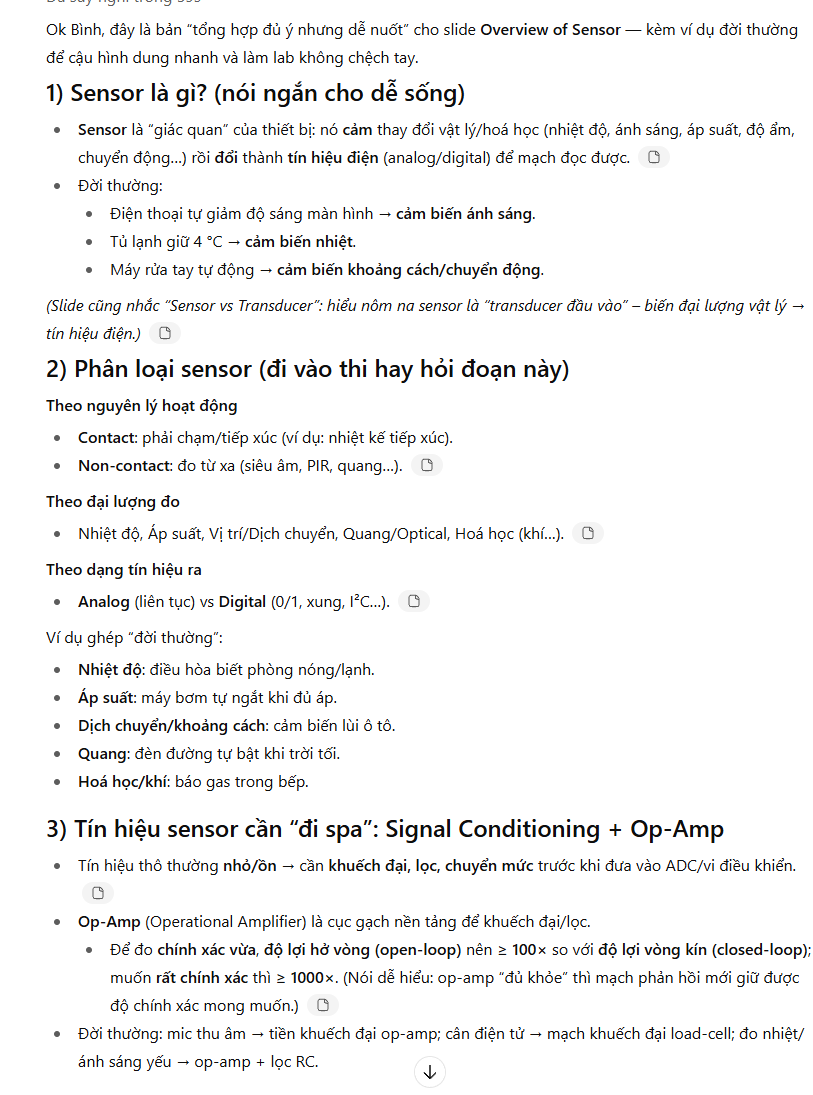 Ok Bình, đây là bản “tổng hợp đủ ý nhưng dễ nuốt” cho slide Overview of Sensor — kèm ví dụ đời thường
để cậu hình dung nhanh và làm lab không chệch tay.
1) Sensor là gì? (nói ngắn cho dễ sống)
• Sensor là “giác quan” của thiết bị: nó cảm thay đổi vật lý/hoá học (nhiệt độ, ánh sáng, áp suất, độ ẩm,
chuyển động…) rồi đổi thành tín hiệu điện (analog/digital) để mạch đọc được.
• Đời thường:
• Điện thoại tự giảm độ sáng màn hình → cảm biến ánh sáng.
• Tủ lạnh giữ 4 °C → cảm biến nhiệt.
• Máy rửa tay tự động → cảm biến khoảng cách/chuyển động.
(Slide cũng nhắc “Sensor vs Transducer”: hiểu nôm na sensor là “transducer đầu vào” – biến đại lượng vật lý →
tín hiệu điện.)
2) Phân loại sensor (đi vào thi hay hỏi đoạn này)
Theo nguyên lý hoạt động
• Contact: phải chạm/tiếp xúc (ví dụ: nhiệt kế tiếp xúc).
• Non-contact: đo từ xa (siêu âm, PIR, quang…).
Theo đại lượng đo
• Nhiệt độ, Áp suất, Vị trí/Dịch chuyển, Quang/Optical, Hoá học (khí…).
Theo dạng tín hiệu ra
• Analog (liên tục) vs Digital (0/1, xung, I²C…).
Ví dụ ghép “đời thường”:
• Nhiệt độ: điều hòa biết phòng nóng/lạnh.
• Áp suất: máy bơm tự ngắt khi đủ áp.
• Dịch chuyển/khoảng cách: cảm biến lùi ô tô.
• Quang: đèn đường tự bật khi trời tối.
• Hoá học/khí: báo gas trong bếp.
3) Tín hiệu sensor cần “đi spa”: Signal Conditioning + Op-Amp
• Tín hiệu thô thường nhỏ/ồn → cần khuếch đại, lọc, chuyển mức trước khi đưa vào ADC/vi điều khiển.
• Op-Amp (Operational Amplifier) là cục gạch nền tảng để khuếch đại/lọc.
• Để đo chính xác vừa, độ lợi hở vòng (open-loop) nên ≥ 100× so với độ lợi vòng kín (closed-loop);
muốn rất chính xác thì ≥ 1000×. (Nói dễ hiểu: op-amp “đủ khỏe” thì mạch phản hồi mới giữ được
độ chính xác mong muốn.)
• Đời thường: mic thu âm → tiền khuếch đại op-amp; cân điện tử → mạch khuếch đại load-cell; đo nhiệt/
ánh sáng yếu → op-amp + lọc RC.